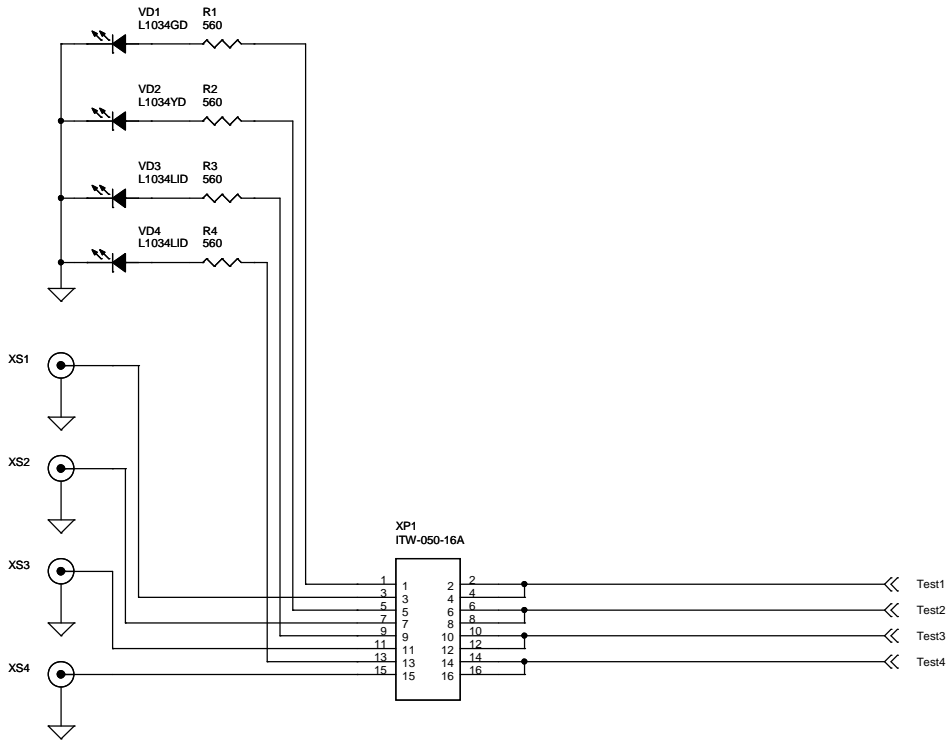 VD1 R1
L1034GD 560
VD2 R2
L1034YD 560
VD3 R3
L1034LID 560
VD4 R4
L1034LID 560
XS1
XS2
XS3
XS4
XP1
ITW-050-16A
1 1 2 2 Test1
3 3 4 4
5 5 6 6 Test2
7 7 8 8
9 9 10 10 Test3
11 11 12 12
13 13 14 14 Test4
15 15 16 16